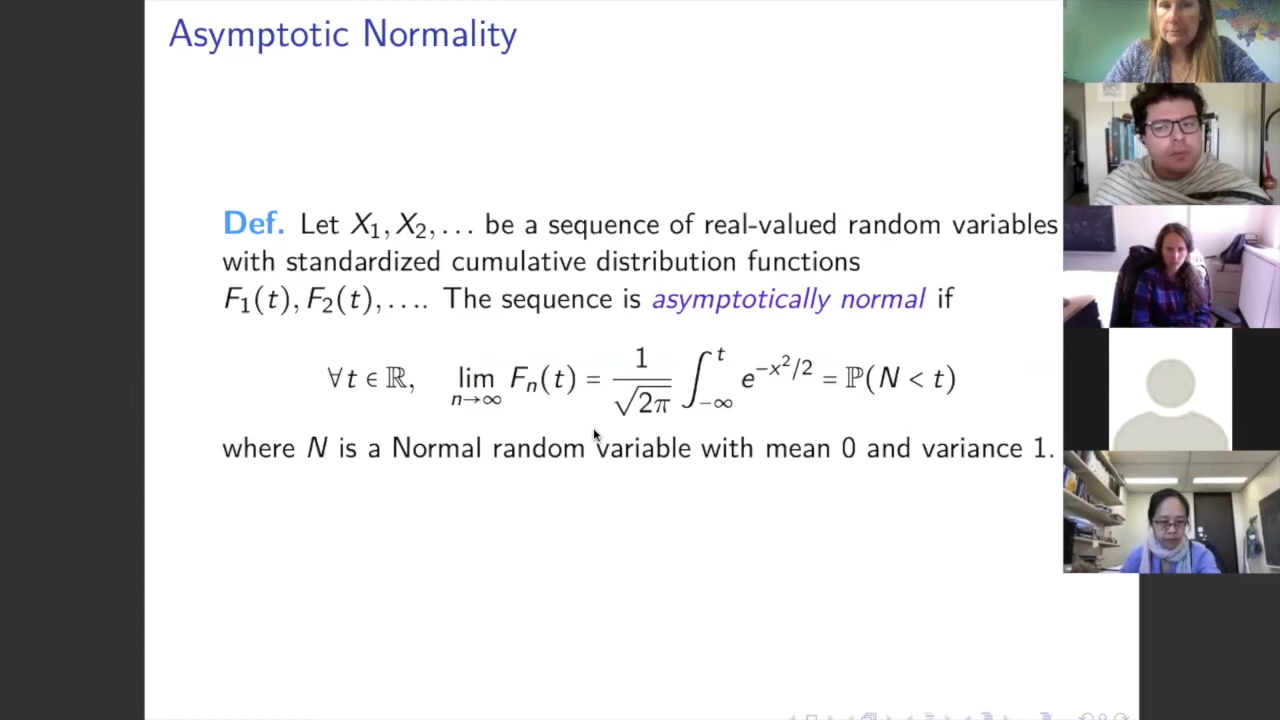 Asymptotic Normality
Def. Let X₁, X₂, … be a sequence of real-valued random variables
with standardized cumulative distribution functions
F₁(t), F₂(t), …. The sequence is asymptotically normal if
∀ t ∈ ℝ, lim_{n→∞} Fₙ(t) = \frac{1}{\sqrt{2π}} ∫_{−∞}^{t} e^{−x²/2} = ℙ(N < t)
where N is a Normal random variable with mean 0 and variance 1.